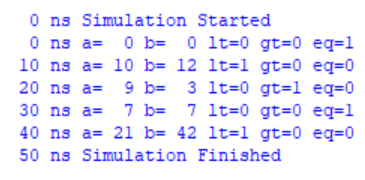 0 ns Simulation Started
0 ns a=  0 b=  0 lt=0 gt=0 eq=1
10 ns a= 10 b= 12 lt=1 gt=0 eq=0
20 ns a=  9 b=  3 lt=0 gt=1 eq=0
30 ns a=  7 b=  7 lt=0 gt=0 eq=1
40 ns a= 21 b= 42 lt=1 gt=0 eq=0
50 ns Simulation Finished